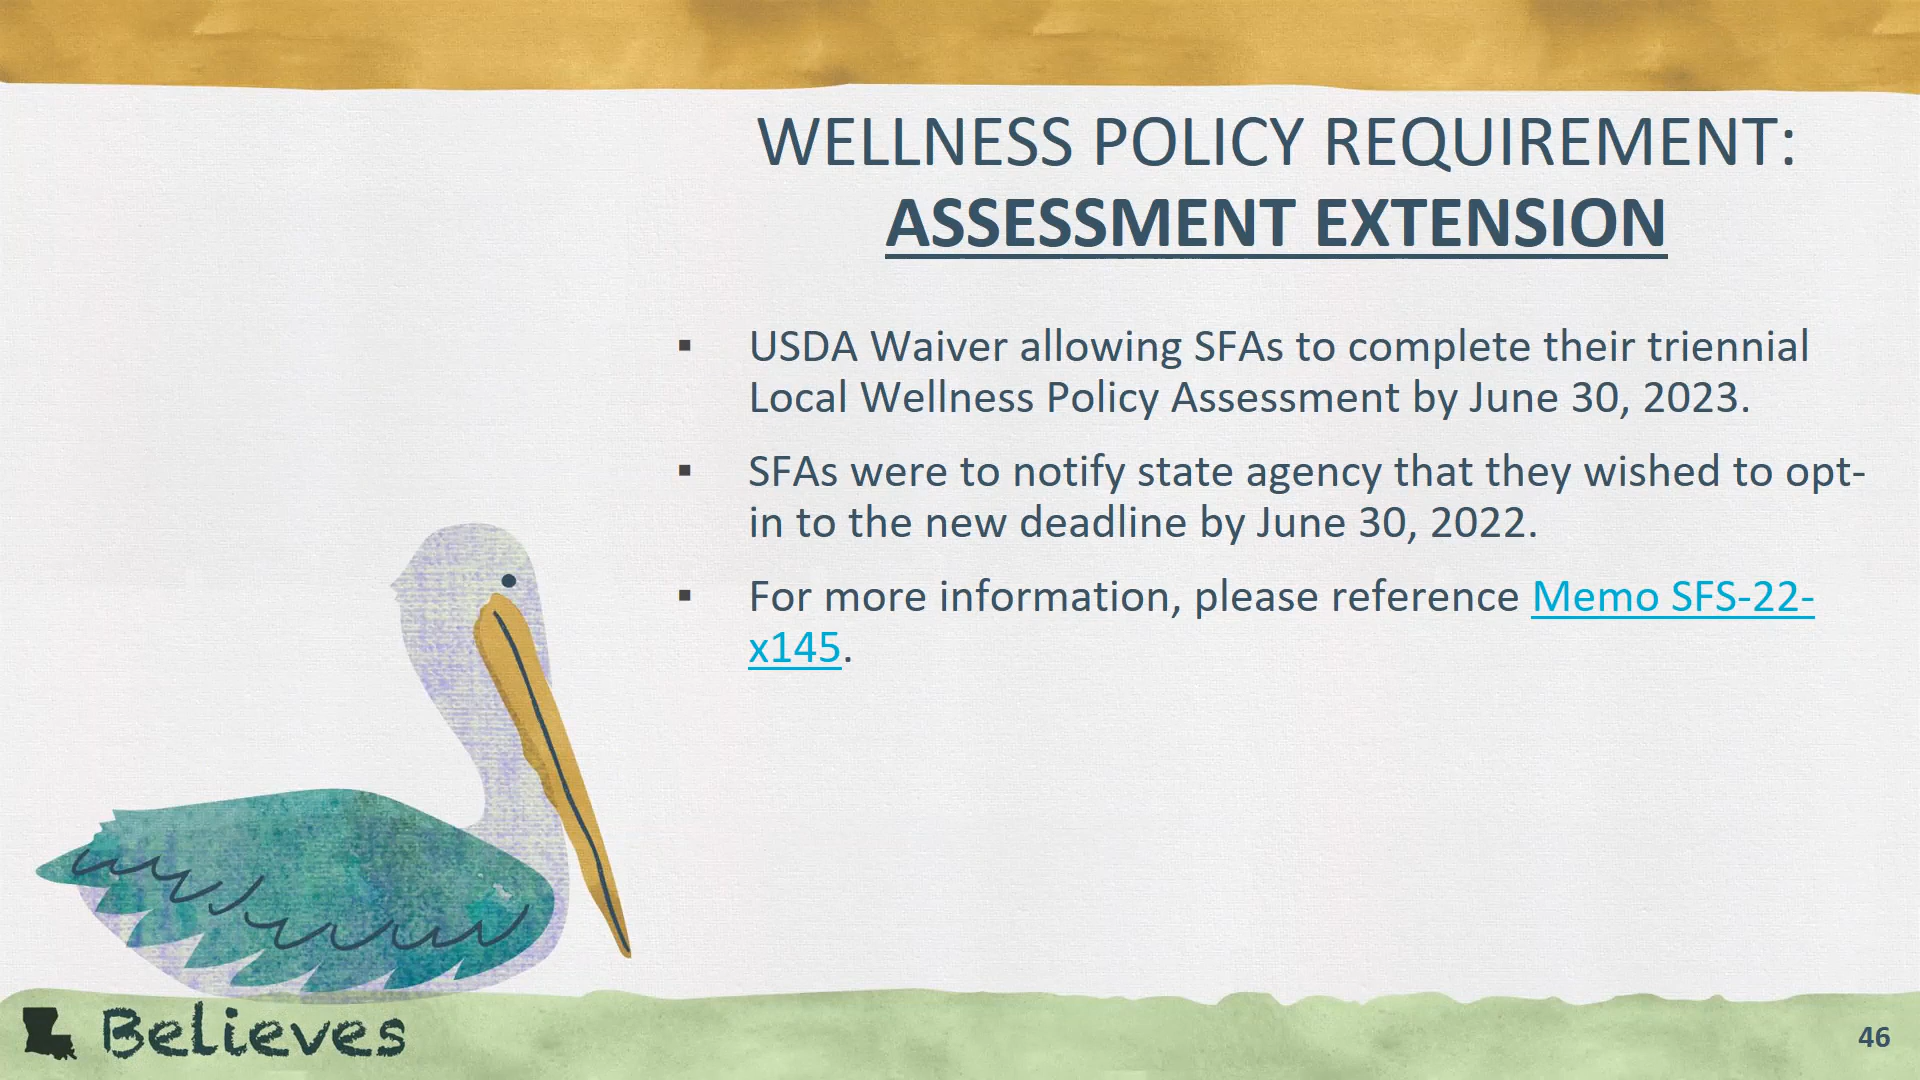 WELLNESS POLICY REQUIREMENT:
ASSESSMENT EXTENSION
▪ USDA Waiver allowing SFAs to complete their triennial
Local Wellness Policy Assessment by June 30, 2023.
▪ SFAs were to notify state agency that they wished to opt-
in to the new deadline by June 30, 2022.
▪ For more information, please reference Memo SFS-22-
x145.
Believes
46